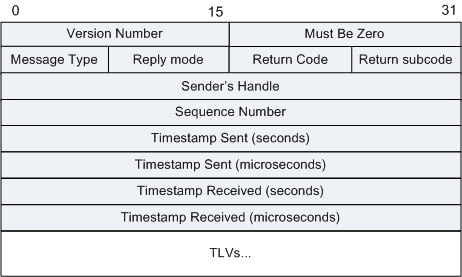 0 15 31
Version Number Must Be Zero
Message Type Reply mode Return Code Return subcode
Sender's Handle
Sequence Number
Timestamp Sent (seconds)
Timestamp Sent (microseconds)
Timestamp Received (seconds)
Timestamp Received (microseconds)
TLVs...